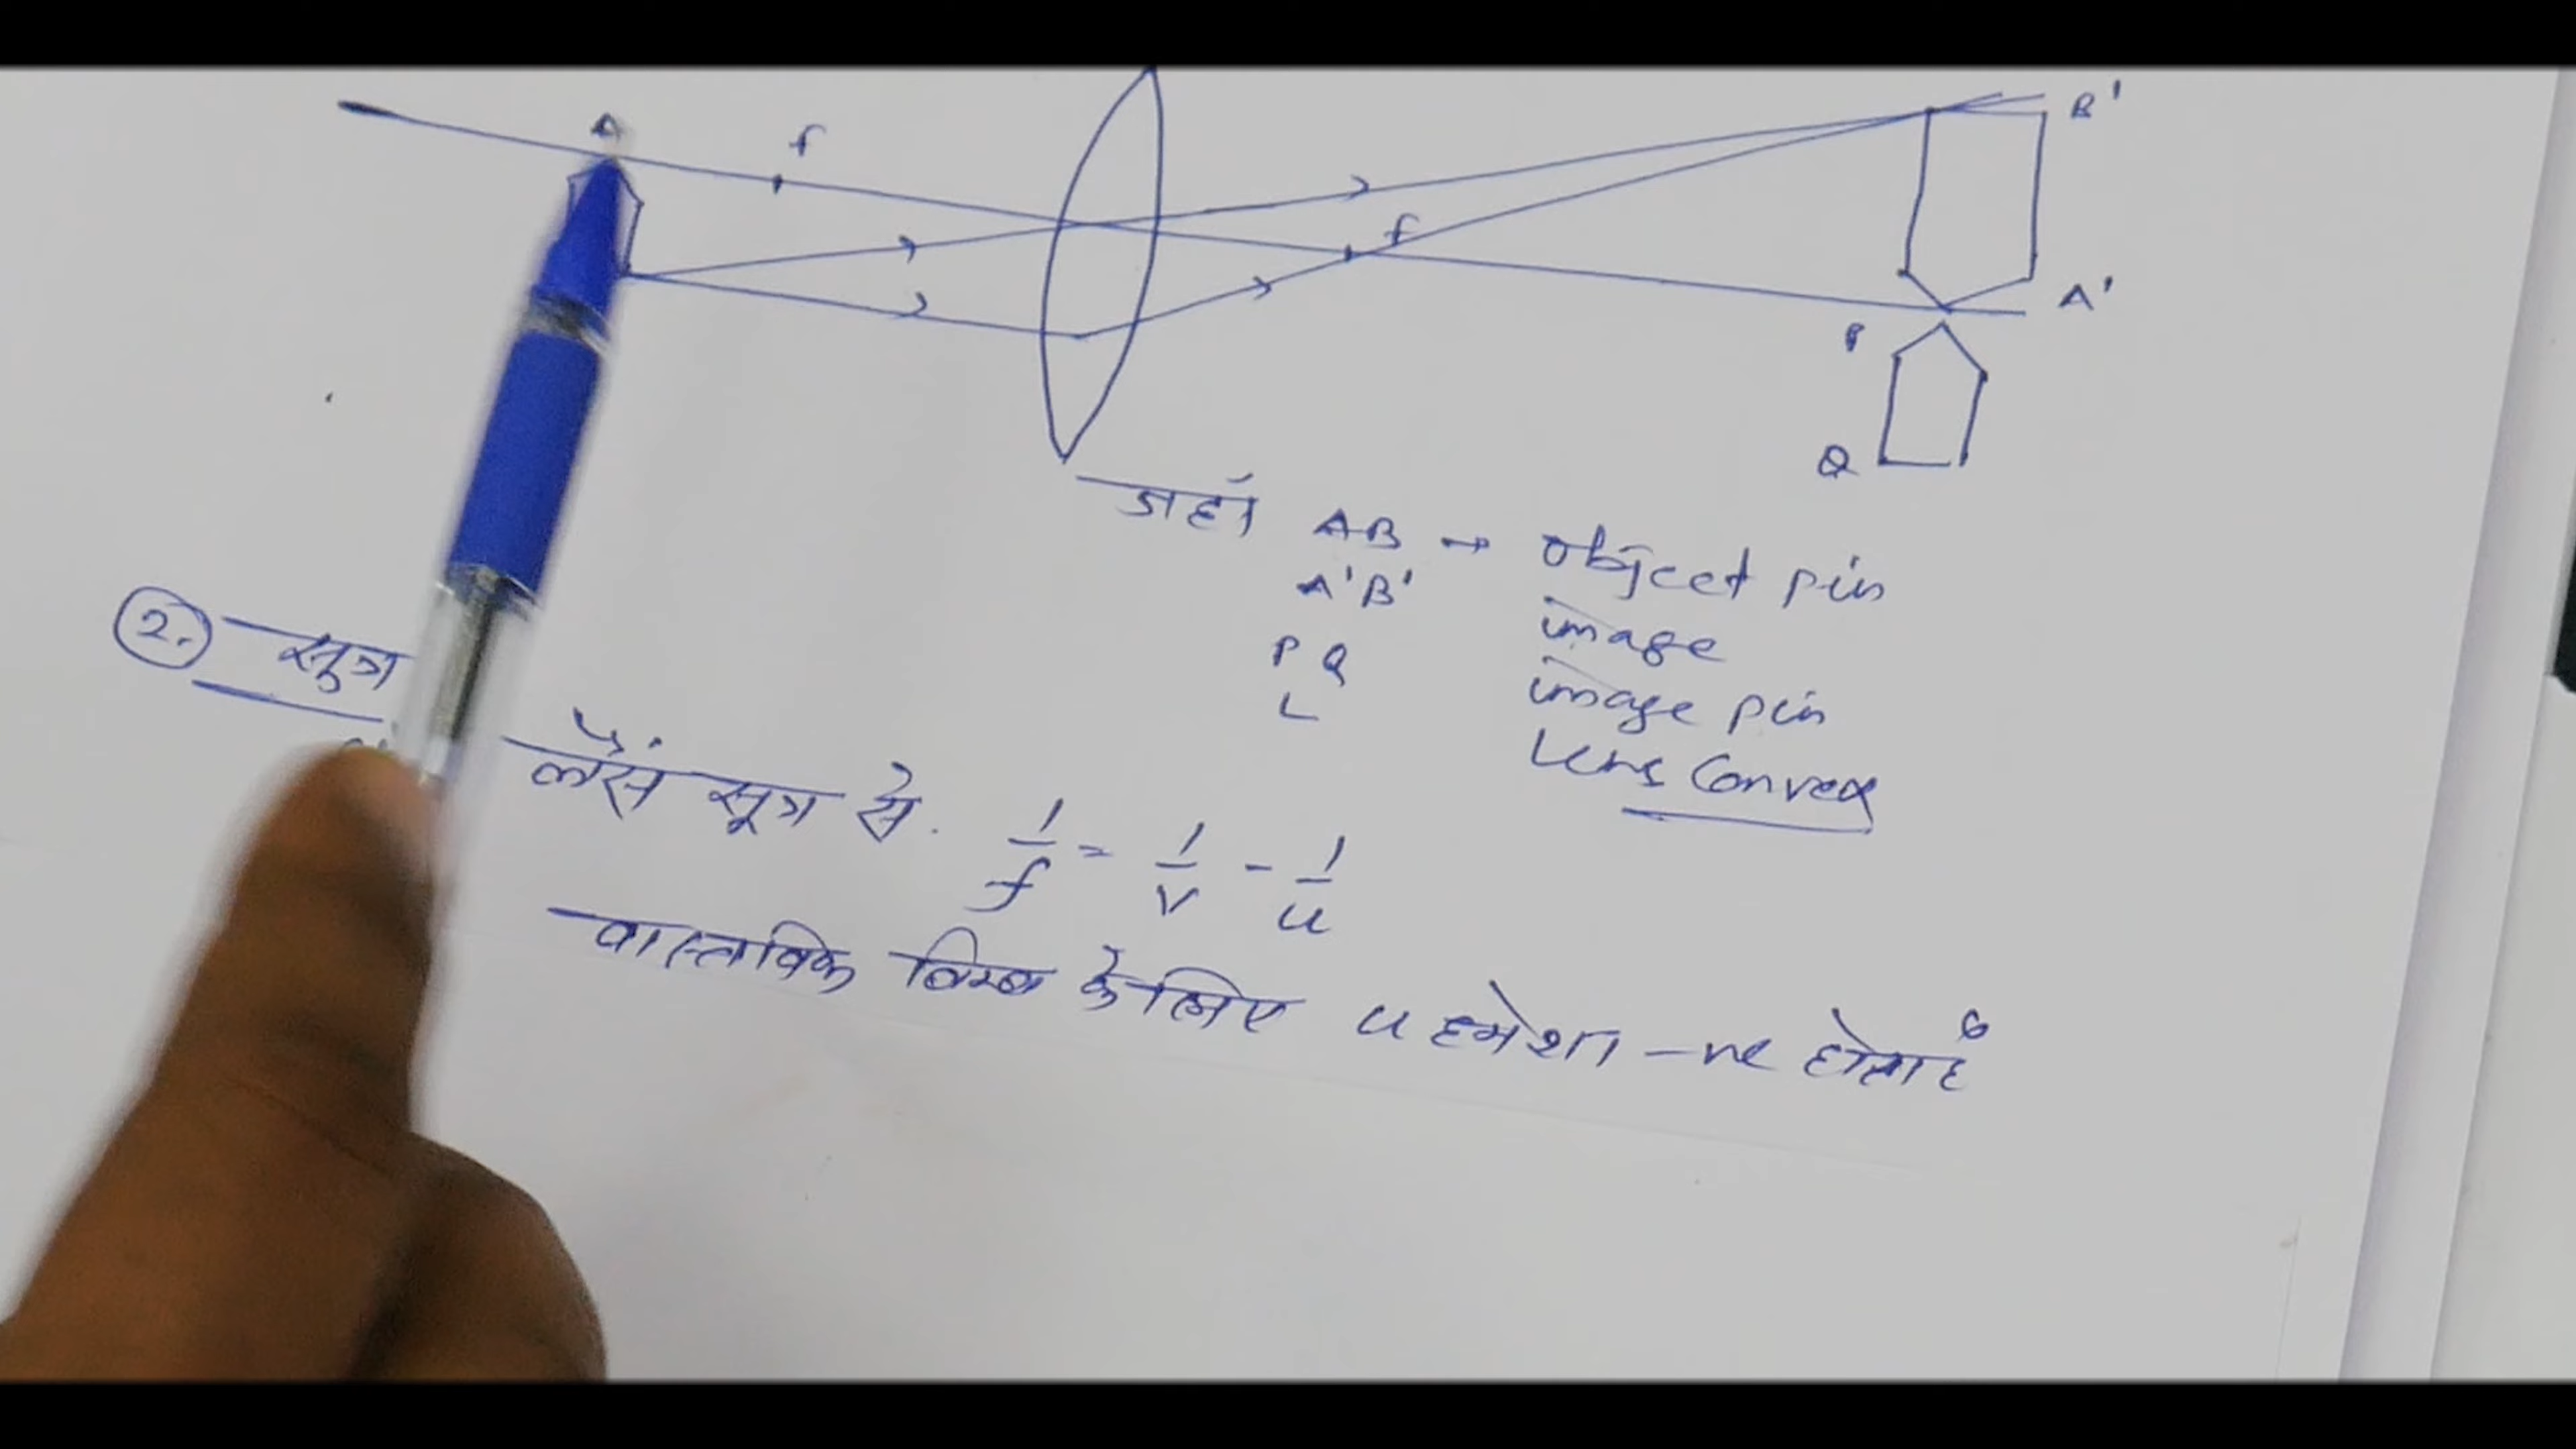 A
f
f
B'
A'
P
Q
जहाँ AB → object pin
A'B' image
PQ image pin
L Lens Convex
2. सूत्र
लेंस सूत्र से. 1/f = 1/v - 1/u
वास्तविक बिम्ब के लिए u हमेशा -ve होता है